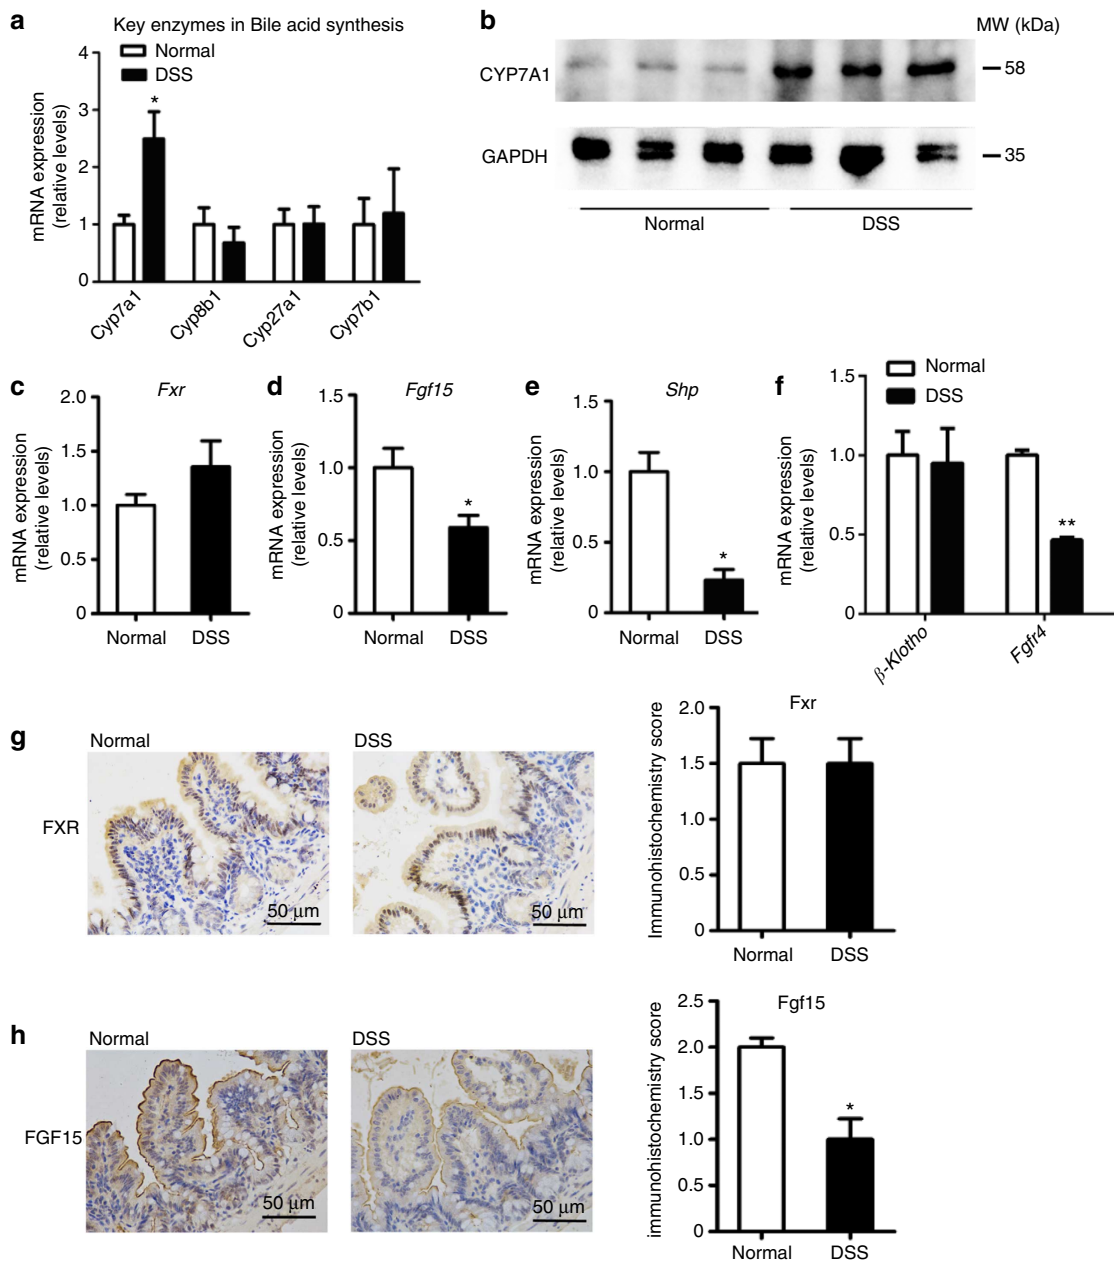 a
Key enzymes in Bile acid synthesis
Normal
DSS
mRNA expression
(relative levels)
4
3
2
1
0
*
Cyp7a1
Cyp8b1
Cyp27a1
Cyp7b1
b
MW (kDa)
CYP7A1
58
GAPDH
35
Normal
DSS
c
Fxr
mRNA expression
(relative levels)
2.0
1.5
1.0
0.5
0
Normal
DSS
d
Fgf15
mRNA expression
(relative levels)
1.5
1.0
0.5
0
*
Normal
DSS
e
Shp
mRNA expression
(relative levels)
1.5
1.0
0.5
0
*
Normal
DSS
f
Normal
DSS
mRNA expression
(relative levels)
1.5
1.0
0.5
0
**
β-Klotho
Fgfr4
g
Normal
DSS
FXR
50 μm
50 μm
Fxr
Immunohistochemistry score
2.0
1.5
1.0
0.5
0
Normal
DSS
h
Normal
DSS
FGF15
50 μm
50 μm
Fgf15
immunohistochemistry score
2.5
2.0
1.5
1.0
0.5
0
*
Normal
DSS